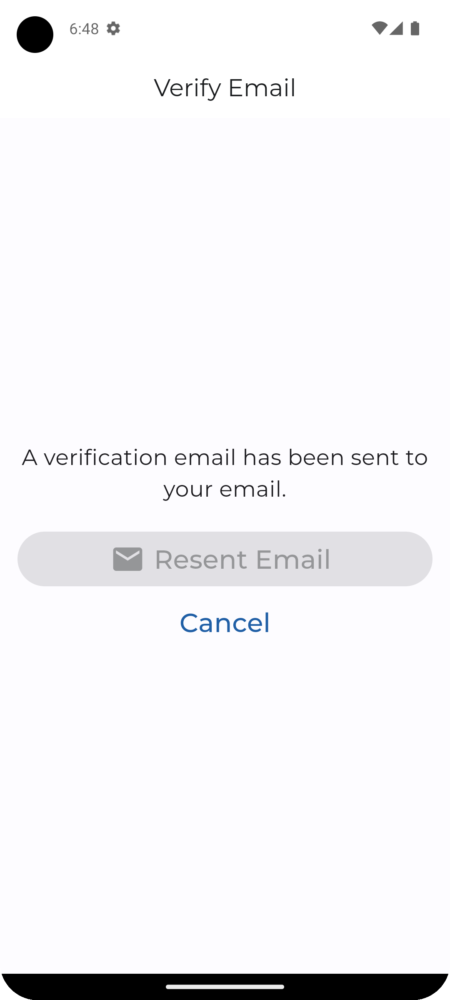 6:48
Verify Email
A verification email has been sent to
your email.
Resent Email
Cancel